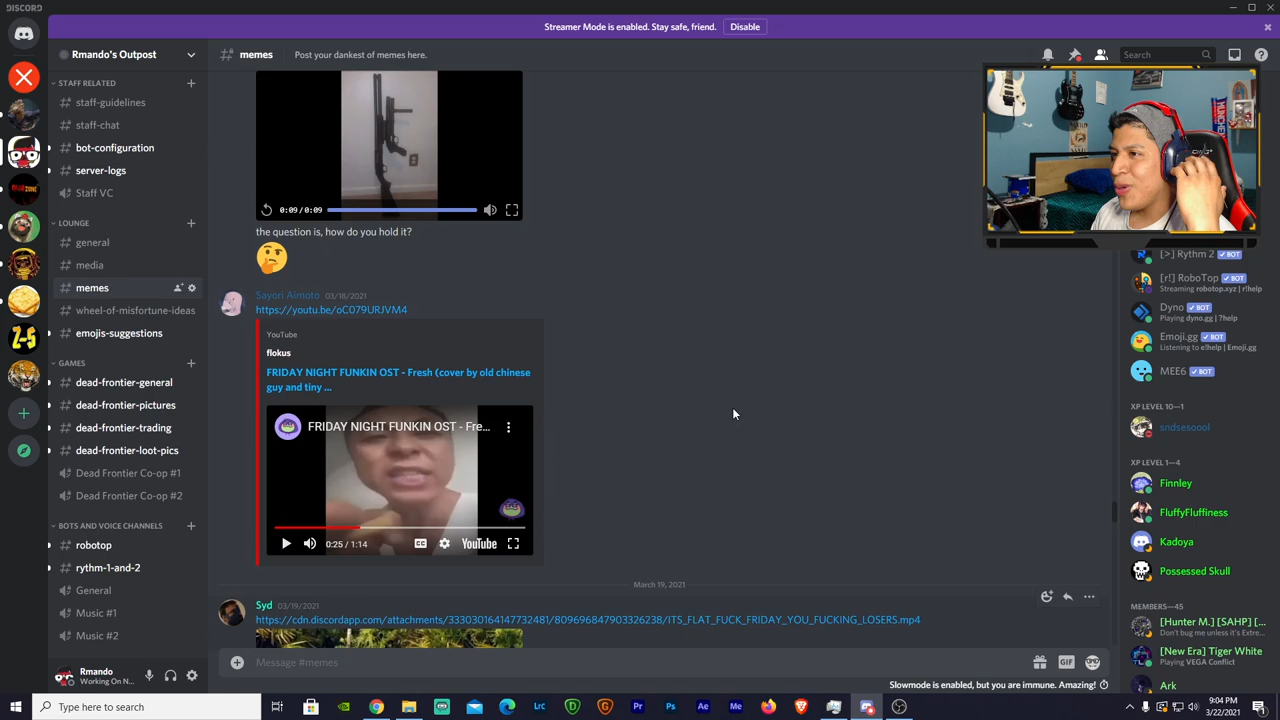 DISCORD
Streamer Mode is enabled. Stay safe, friend.
Disable
Rmando's Outpost
memes
Post your dankest of memes here.
Search
STAFF RELATED
staff-guidelines
staff-chat
bot-configuration
server-logs
Staff VC
LOUNGE
general
media
memes
wheel-of-misfortune-ideas
emojis-suggestions
GAMES
dead-frontier-general
dead-frontier-pictures
dead-frontier-trading
dead-frontier-loot-pics
Dead Frontier Co-op #1
Dead Frontier Co-op #2
BOTS AND VOICE CHANNELS
robotop
rythm-1-and-2
General
Music #1
Music #2
Rmando
Working On N...
0:09/0:09
the question is, how do you hold it?
Sayori Aimoto 03/18/2021
https://youtu.be/oC079URJVM4
YouTube
flokus
FRIDAY NIGHT FUNKIN OST - Fresh (cover by old chinese
guy and tiny ...
FRIDAY NIGHT FUNKIN OST - Fre...
0:25 / 1:14
CC
YouTube
March 19, 2021
Syd 03/19/2021
https://cdn.discordapp.com/attachments/333030164147732481/809696847903326238/ITS_FLAT_FUCK_FRIDAY_YOU_FUCKING_LOSERS.mp4
Message #memes
GIF
Slowmode is enabled, but you are immune. Amazing!
[>] Rythm 2 ✓ BOT
[r!] RoboTop ✓ BOT
Streaming robotop.xyz | r!help
Dyno ✓ BOT
Playing dyno.gg | ?help
Emoji.gg ✓ BOT
Listening to e!help | Emoji.gg
MEE6 ✓ BOT
XP LEVEL 10—1
sndsesoool
XP LEVEL 1—4
Finnley
FluffyFluffiness
Kadoya
Possessed Skull
MEMBERS—45
[Hunter M.] [SAHP] [...
Don't bug me unless it's Extre...
[New Era] Tiger White
Playing VEGA Conflict
Ark
Z-5
Type here to search
Lrc
Pr
Ps
Ae
Me
9:04 PM
3/22/2021